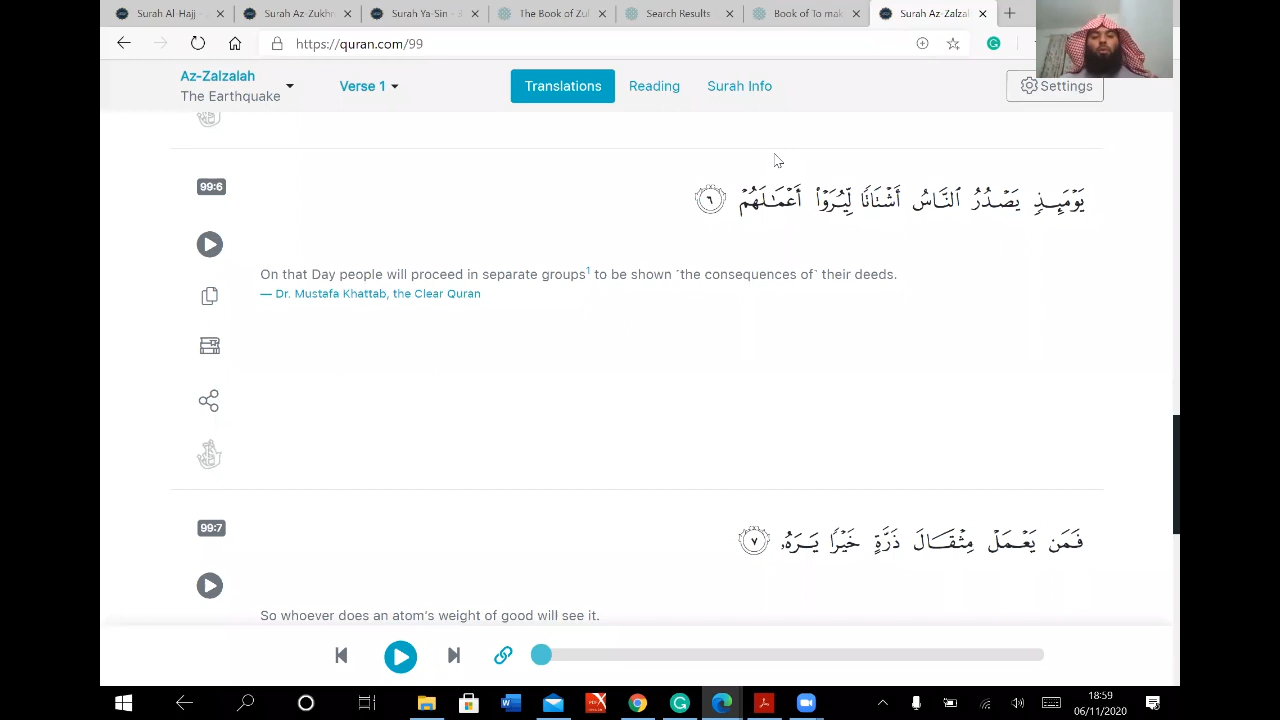 Surah Al-Hajj -
Surah Az-Zukhr
Surah Ya-Sin - S
The Book of Zul
Search Results
Book of To mak
Surah Az-Zalzal
https://quran.com/99
Az-Zalzalah
The Earthquake
Verse 1
Translations
Reading
Surah Info
Settings
99:6
يَوْمَئِذٍ يَصْدُرُ ٱلنَّاسُ أَشْتَاتًا لِّيُرَوْا۟ أَعْمَـٰلَهُمْ ٦
On that Day people will proceed in separate groups1 to be shown ˹the consequences of˺ their deeds.
— Dr. Mustafa Khattab, the Clear Quran
99:7
فَمَن يَعْمَلْ مِثْقَالَ ذَرَّةٍ خَيْرًا يَرَهُۥ ٧
So whoever does an atom's weight of good will see it.
18:59
06/11/2020